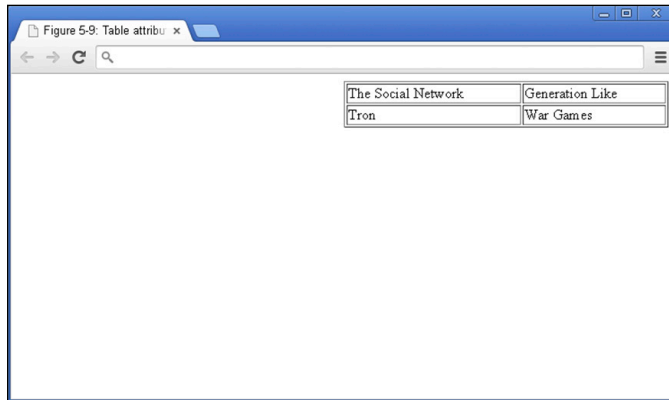 Figure 5-9: Table attribu
The Social Network Generation Like
Tron War Games